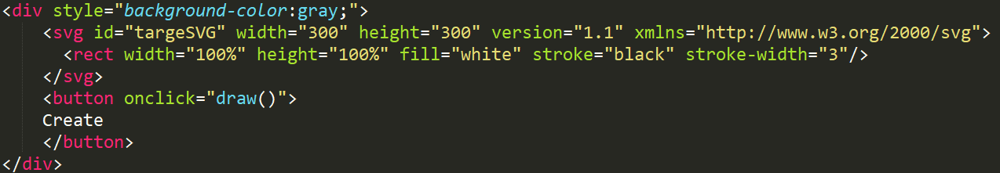 <div style="background-color:gray;">
<svg id="targeSVG" width="300" height="300" version="1.1" xmlns="http://www.w3.org/2000/svg">
<rect width="100%" height="100%" fill="white" stroke="black" stroke-width="3"/>
</svg>
<button onclick="draw()">
Create
</button>
</div>